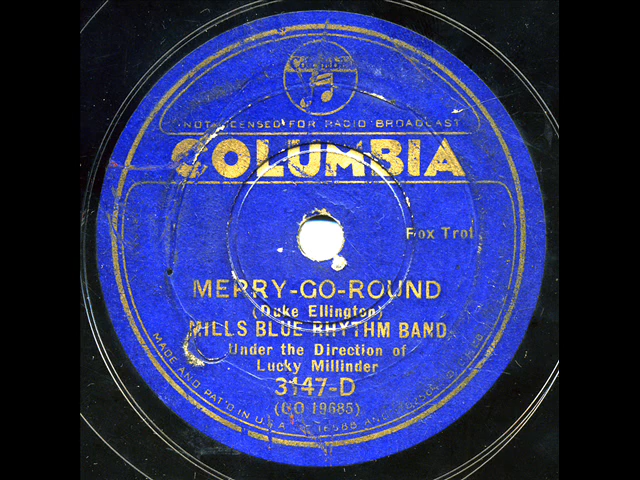 Columbia
NOT LICENSED FOR RADIO BROADCAST
COLUMBIA
Fox Trot
MERRY-GO-ROUND
(Duke Ellington)
MILLS BLUE RHYTHM BAND
Under the Direction of
Lucky Millinder
3147-D
(CO 19685)
MADE AND PAT'D IN U.S.A.